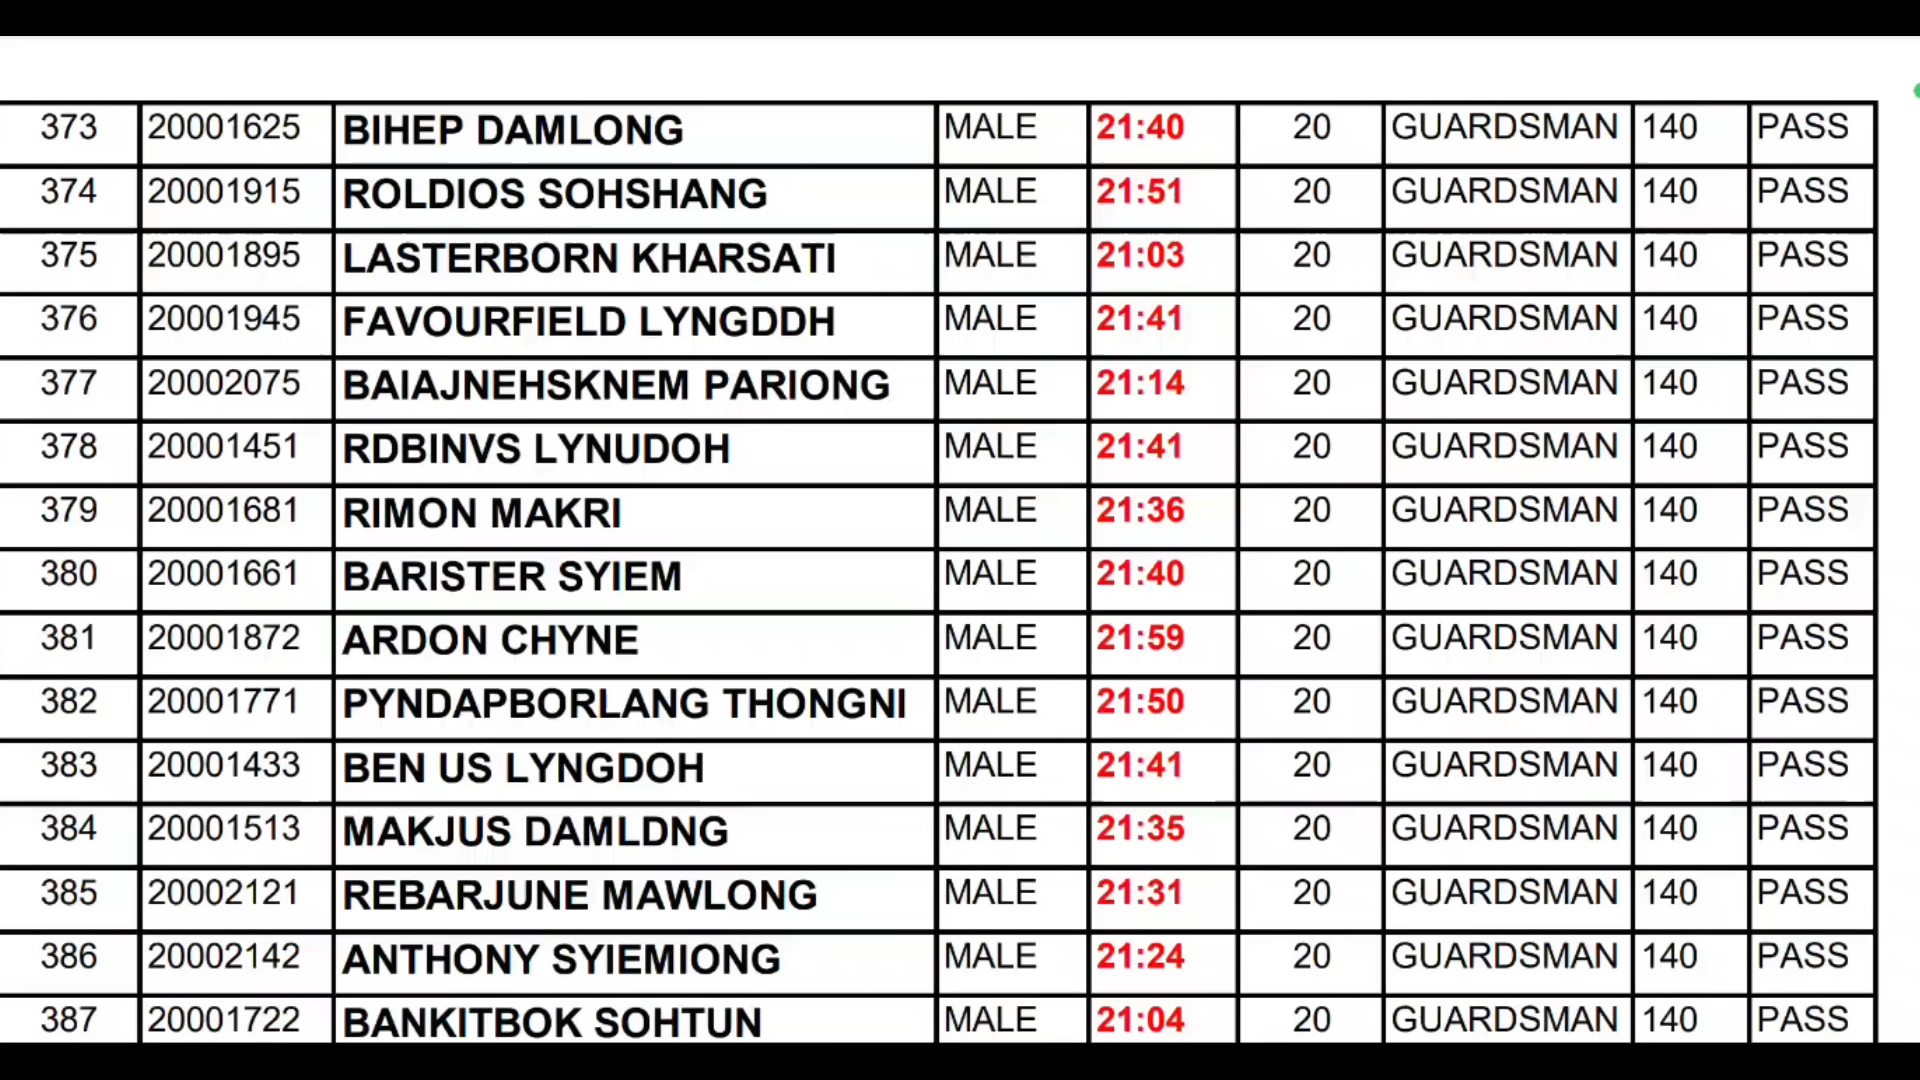 373 20001625 BIHEP DAMLONG MALE 21:40 20 GUARDSMAN 140 PASS
374 20001915 ROLDIOS SOHSHANG MALE 21:51 20 GUARDSMAN 140 PASS
375 20001895 LASTERBORN KHARSATI MALE 21:03 20 GUARDSMAN 140 PASS
376 20001945 FAVOURFIELD LYNGDDH MALE 21:41 20 GUARDSMAN 140 PASS
377 20002075 BAIAJNEHSKNEM PARIONG MALE 21:14 20 GUARDSMAN 140 PASS
378 20001451 RDBINVS LYNUDOH MALE 21:41 20 GUARDSMAN 140 PASS
379 20001681 RIMON MAKRI MALE 21:36 20 GUARDSMAN 140 PASS
380 20001661 BARISTER SYIEM MALE 21:40 20 GUARDSMAN 140 PASS
381 20001872 ARDON CHYNE MALE 21:59 20 GUARDSMAN 140 PASS
382 20001771 PYNDAPBORLANG THONGNI MALE 21:50 20 GUARDSMAN 140 PASS
383 20001433 BEN US LYNGDOH MALE 21:41 20 GUARDSMAN 140 PASS
384 20001513 MAKJUS DAMLDNG MALE 21:35 20 GUARDSMAN 140 PASS
385 20002121 REBARJUNE MAWLONG MALE 21:31 20 GUARDSMAN 140 PASS
386 20002142 ANTHONY SYIEMIONG MALE 21:24 20 GUARDSMAN 140 PASS
387 20001722 BANKITBOK SOHTUN MALE 21:04 20 GUARDSMAN 140 PASS